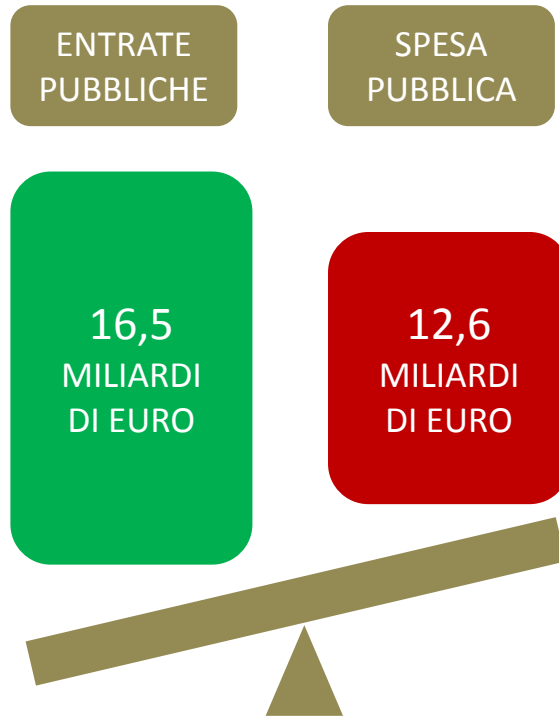 ENTRATE
PUBBLICHE
SPESA
PUBBLICA
16,5
MILIARDI
DI EURO
12,6
MILIARDI
DI EURO